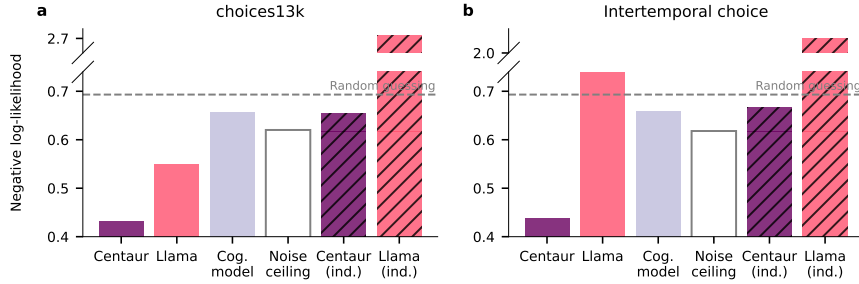 a
choices13k
Negative log-likelihood
2.7
0.7
0.6
0.5
0.4
Random guessing
Centaur
Llama
Cog.
model
Noise
ceiling
Centaur
(ind.)
Llama
(ind.)
b
Intertemporal choice
2.0
0.7
0.6
0.5
0.4
Random guessing
Centaur
Llama
Cog.
model
Noise
ceiling
Centaur
(ind.)
Llama
(ind.)